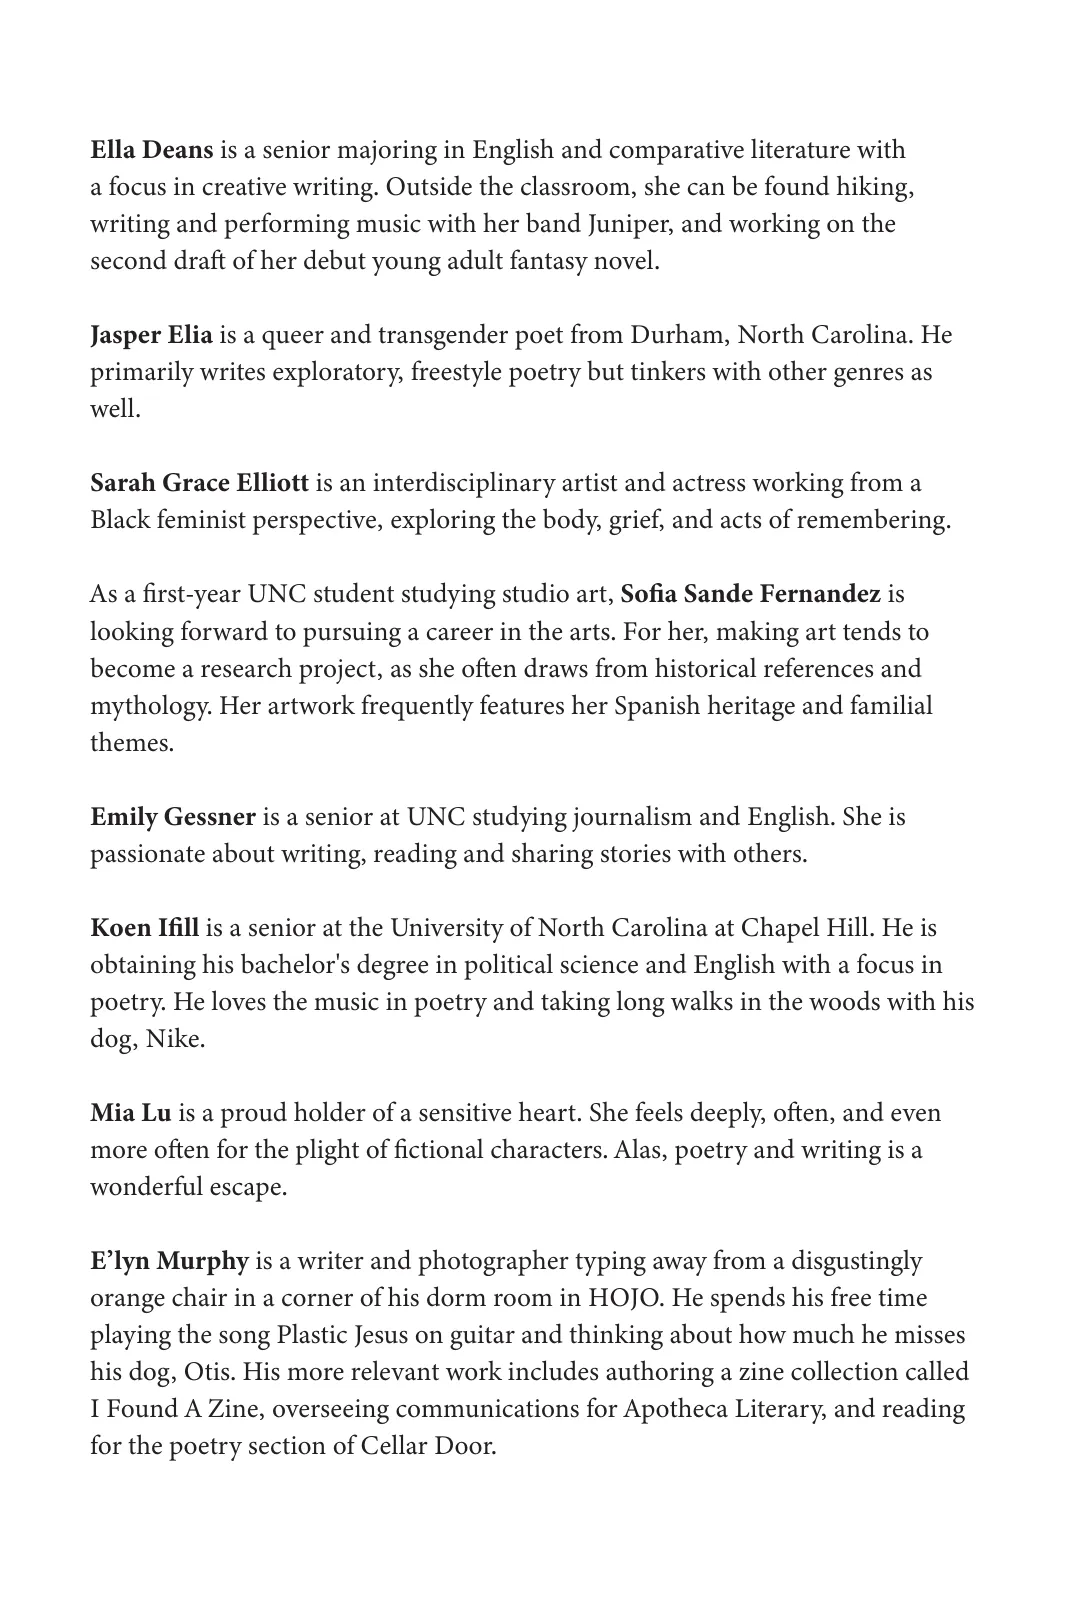 Ella Deans is a senior majoring in English and comparative literature with
a focus in creative writing. Outside the classroom, she can be found hiking,
writing and performing music with her band Juniper, and working on the
second draft of her debut young adult fantasy novel.
Jasper Elia is a queer and transgender poet from Durham, North Carolina. He
primarily writes exploratory, freestyle poetry but tinkers with other genres as
well.
Sarah Grace Elliott is an interdisciplinary artist and actress working from a
Black feminist perspective, exploring the body, grief, and acts of remembering.
As a first-year UNC student studying studio art, Sofia Sande Fernandez is
looking forward to pursuing a career in the arts. For her, making art tends to
become a research project, as she often draws from historical references and
mythology. Her artwork frequently features her Spanish heritage and familial
themes.
Emily Gessner is a senior at UNC studying journalism and English. She is
passionate about writing, reading and sharing stories with others.
Koen Ifill is a senior at the University of North Carolina at Chapel Hill. He is
obtaining his bachelor's degree in political science and English with a focus in
poetry. He loves the music in poetry and taking long walks in the woods with his
dog, Nike.
Mia Lu is a proud holder of a sensitive heart. She feels deeply, often, and even
more often for the plight of fictional characters. Alas, poetry and writing is a
wonderful escape.
E’lyn Murphy is a writer and photographer typing away from a disgustingly
orange chair in a corner of his dorm room in HOJO. He spends his free time
playing the song Plastic Jesus on guitar and thinking about how much he misses
his dog, Otis. His more relevant work includes authoring a zine collection called
I Found A Zine, overseeing communications for Apotheca Literary, and reading
for the poetry section of Cellar Door.